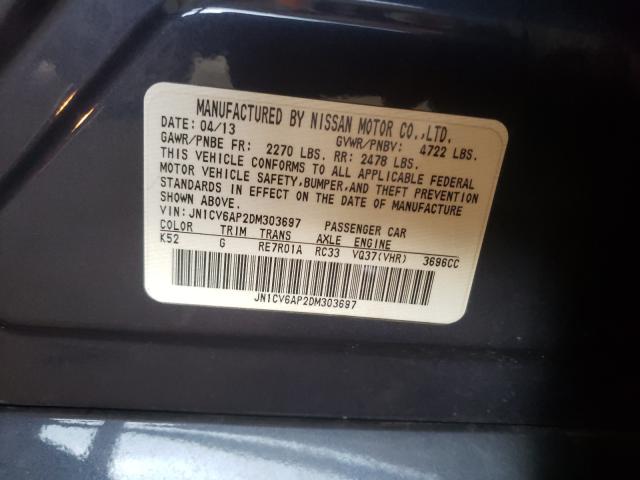 MANUFACTURED BY NISSAN MOTOR CO.,LTD.
DATE: 04/13 GVWR/PNBV: 4722 LBS.
GAWR/PNBE FR: 2270 LBS. RR: 2478 LBS.
THIS VEHICLE CONFORMS TO ALL APPLICABLE FEDERAL
MOTOR VEHICLE SAFETY,BUMPER,AND THEFT PREVENTION
STANDARDS IN EFFECT ON THE DATE OF MANUFACTURE
SHOWN ABOVE.
VIN: JN1CV6AP2DM303697 PASSENGER CAR
COLOR TRIM TRANS AXLE ENGINE
K52 G RE7R01A RC33 VQ37(VHR) 3696CC
JN1CV6AP2DM303697